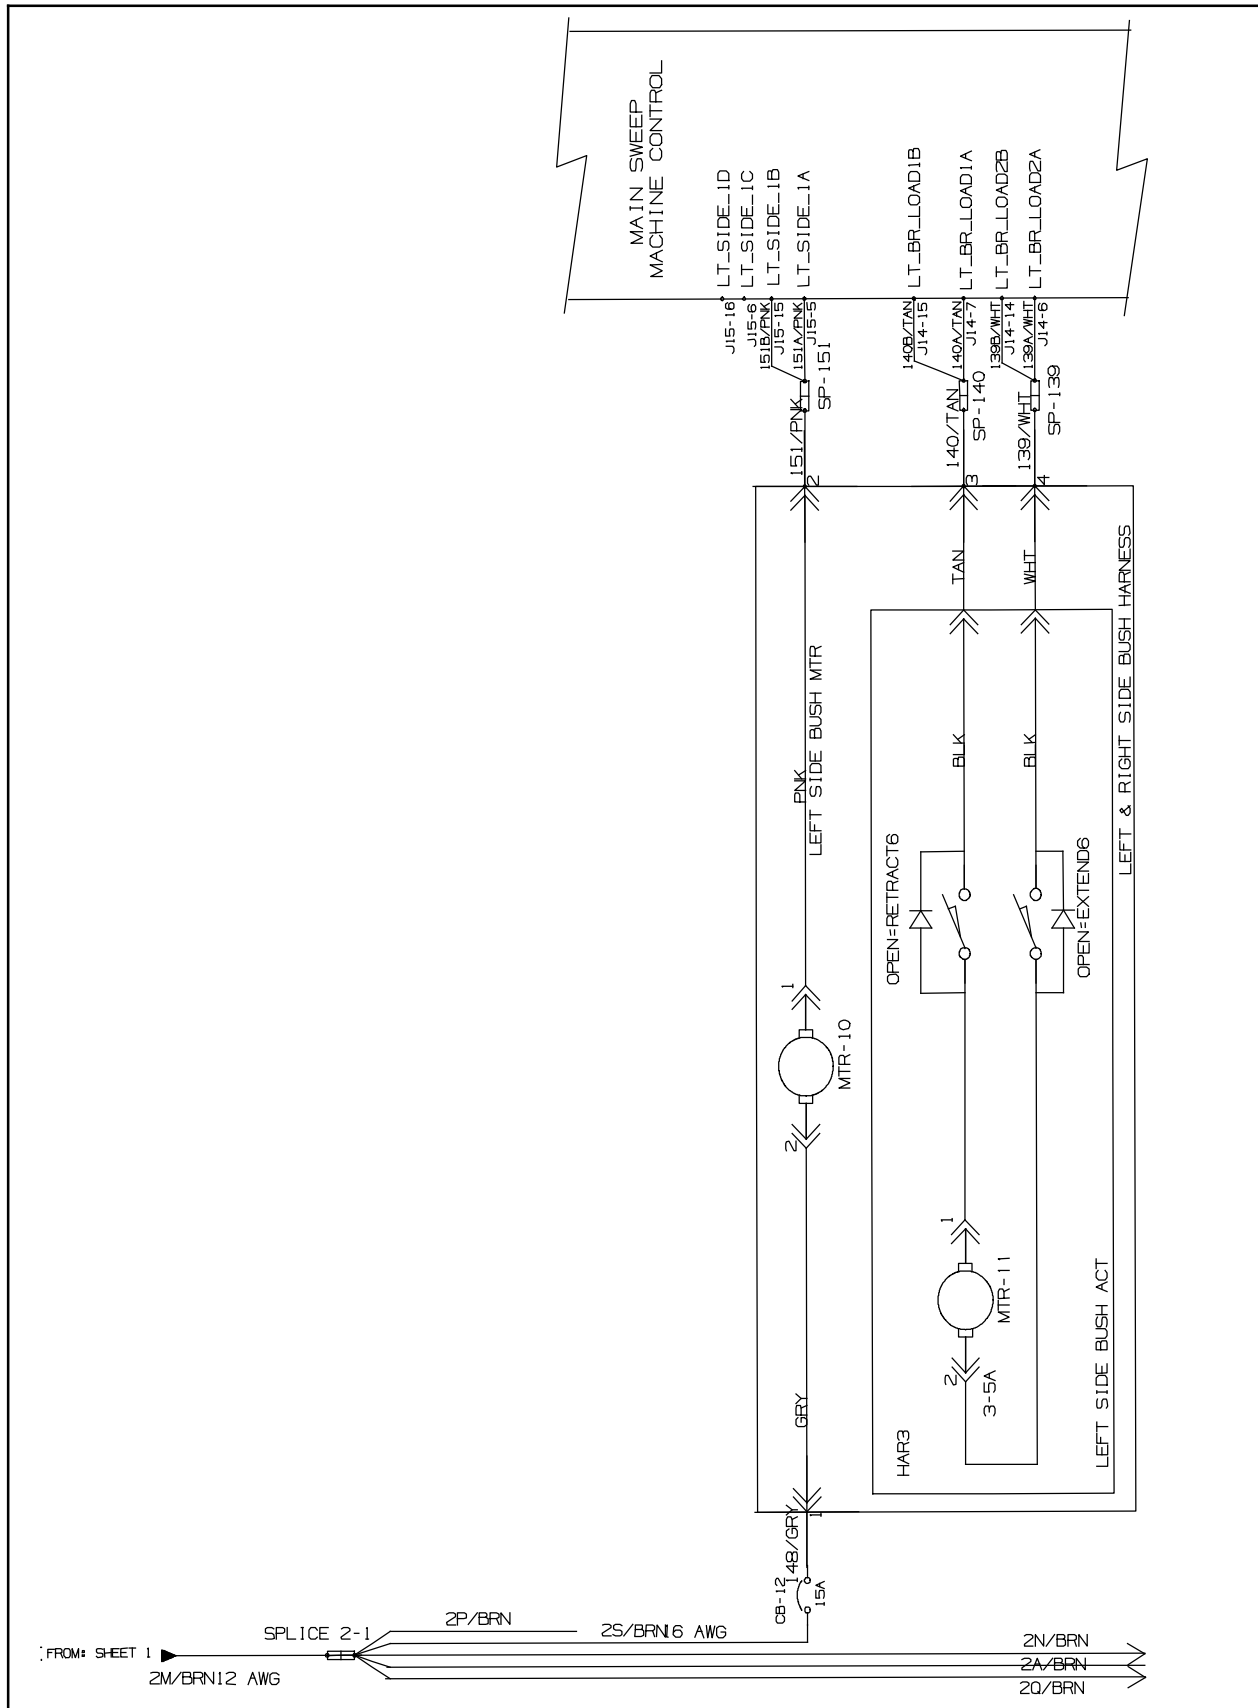 MAIN SWEEP
MACHINE CONTROL
LT_SIDE_1D
LT_SIDE_1C
LT_SIDE_1B
LT_SIDE_1A
LT_BR_LOAD1B
LT_BR_LOAD1A
LT_BR_LOAD2B
LT_BR_LOAD2A
J15-16
J15-6
151B/PNK
J15-15
151A/PNK
J15-5
140B/TAN
J14-15
140A/TAN
J14-7
139B/WHT
J14-14
139A/WHT
J14-6
151/PNK
SP-151
140/TAN
SP-140
139/WHT
SP-139
2
3
4
TAN
WHT
PNK
LEFT SIDE BUSH MTR
BLK
BLK
LEFT & RIGHT SIDE BUSH HARNESS
OPEN=RETRACT6
OPEN=EXTEND6
1
MTR-10
2
1
MTR-11
2
3-5A
GRY
HAR3
LEFT SIDE BUSH ACT
1
148/GRY
CB-12
15A
SPLICE 2-1
2P/BRN
2S/BRN16 AWG
FROM: SHEET 1
2M/BRN12 AWG
2N/BRN
2A/BRN
2Q/BRN